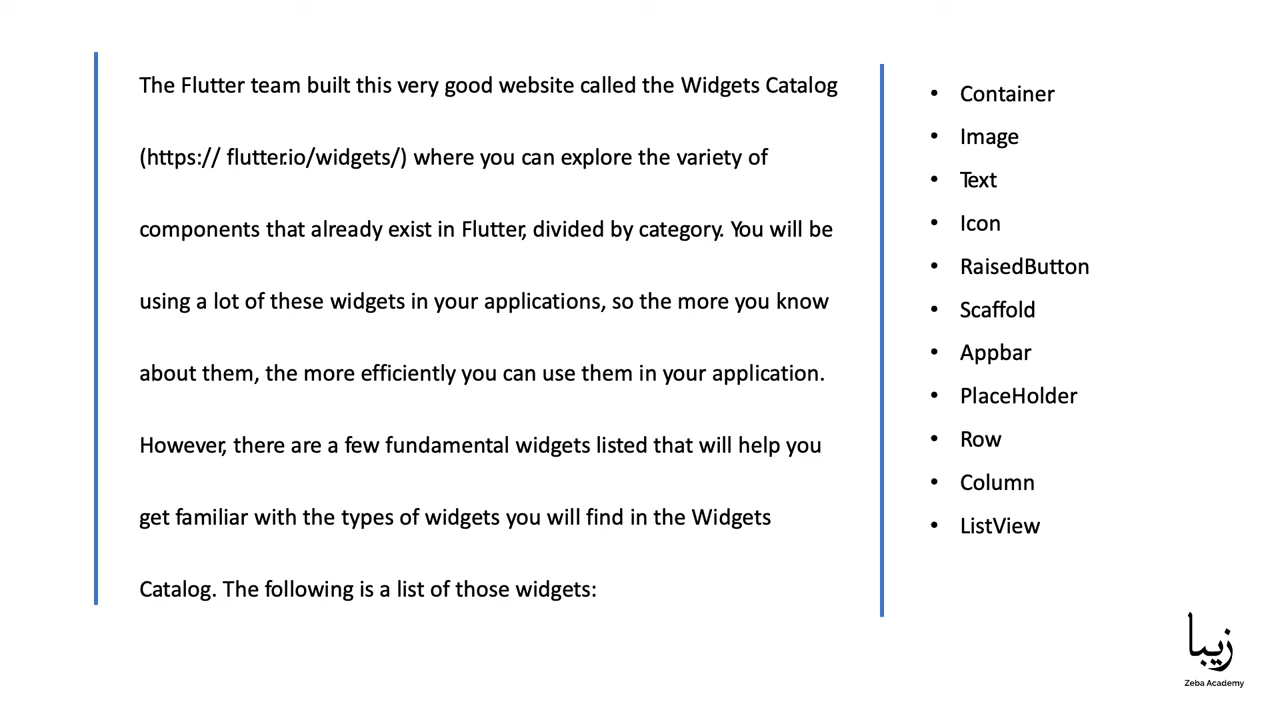 The Flutter team built this very good website called the Widgets Catalog
(https:// flutter.io/widgets/) where you can explore the variety of
components that already exist in Flutter, divided by category. You will be
using a lot of these widgets in your applications, so the more you know
about them, the more efficiently you can use them in your application.
However, there are a few fundamental widgets listed that will help you
get familiar with the types of widgets you will find in the Widgets
Catalog. The following is a list of those widgets:
• Container
• Image
• Text
• Icon
• RaisedButton
• Scaffold
• Appbar
• PlaceHolder
• Row
• Column
• ListView
زيبا
Zeba Academy